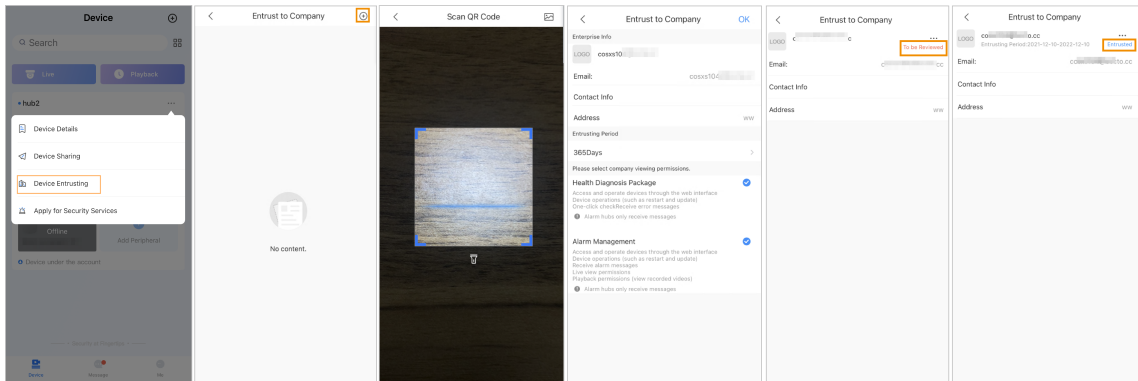 Device
Search
Live
Playback
hub2
Device Details
Device Sharing
Device Entrusting
Apply for Security Services
Offline
Add Peripheral
Device under the account
Device
Message
Me
Entrust to Company
No content.
Scan QR Code
Entrust to Company
OK
Enterprise Info
LOGO
cosxs10
Email:
cosxs104
Contact Info
Address
ww
Entrusting Period
365Days
Please select company viewing permissions.
Health Diagnosis Package
Access and operate devices through the web interface
Device operations (such as restart and update)
One-click checkReceive error messages
Alarm hubs only receive messages
Alarm Management
Access and operate devices through the web interface
Device operations (such as restart and update)
Receive alarm messages
Live view permissions
Playback permissions (view recorded videos)
Alarm hubs only receive messages
Entrust to Company
LOGO
c
c
To be Reviewed
Email:
c
cc
Contact Info
Address
ww
Entrust to Company
LOGO
o.cc
Entrusting Period:2021-12-10-2022-12-10
Entrusted
Email:
Contact Info
Address
ww